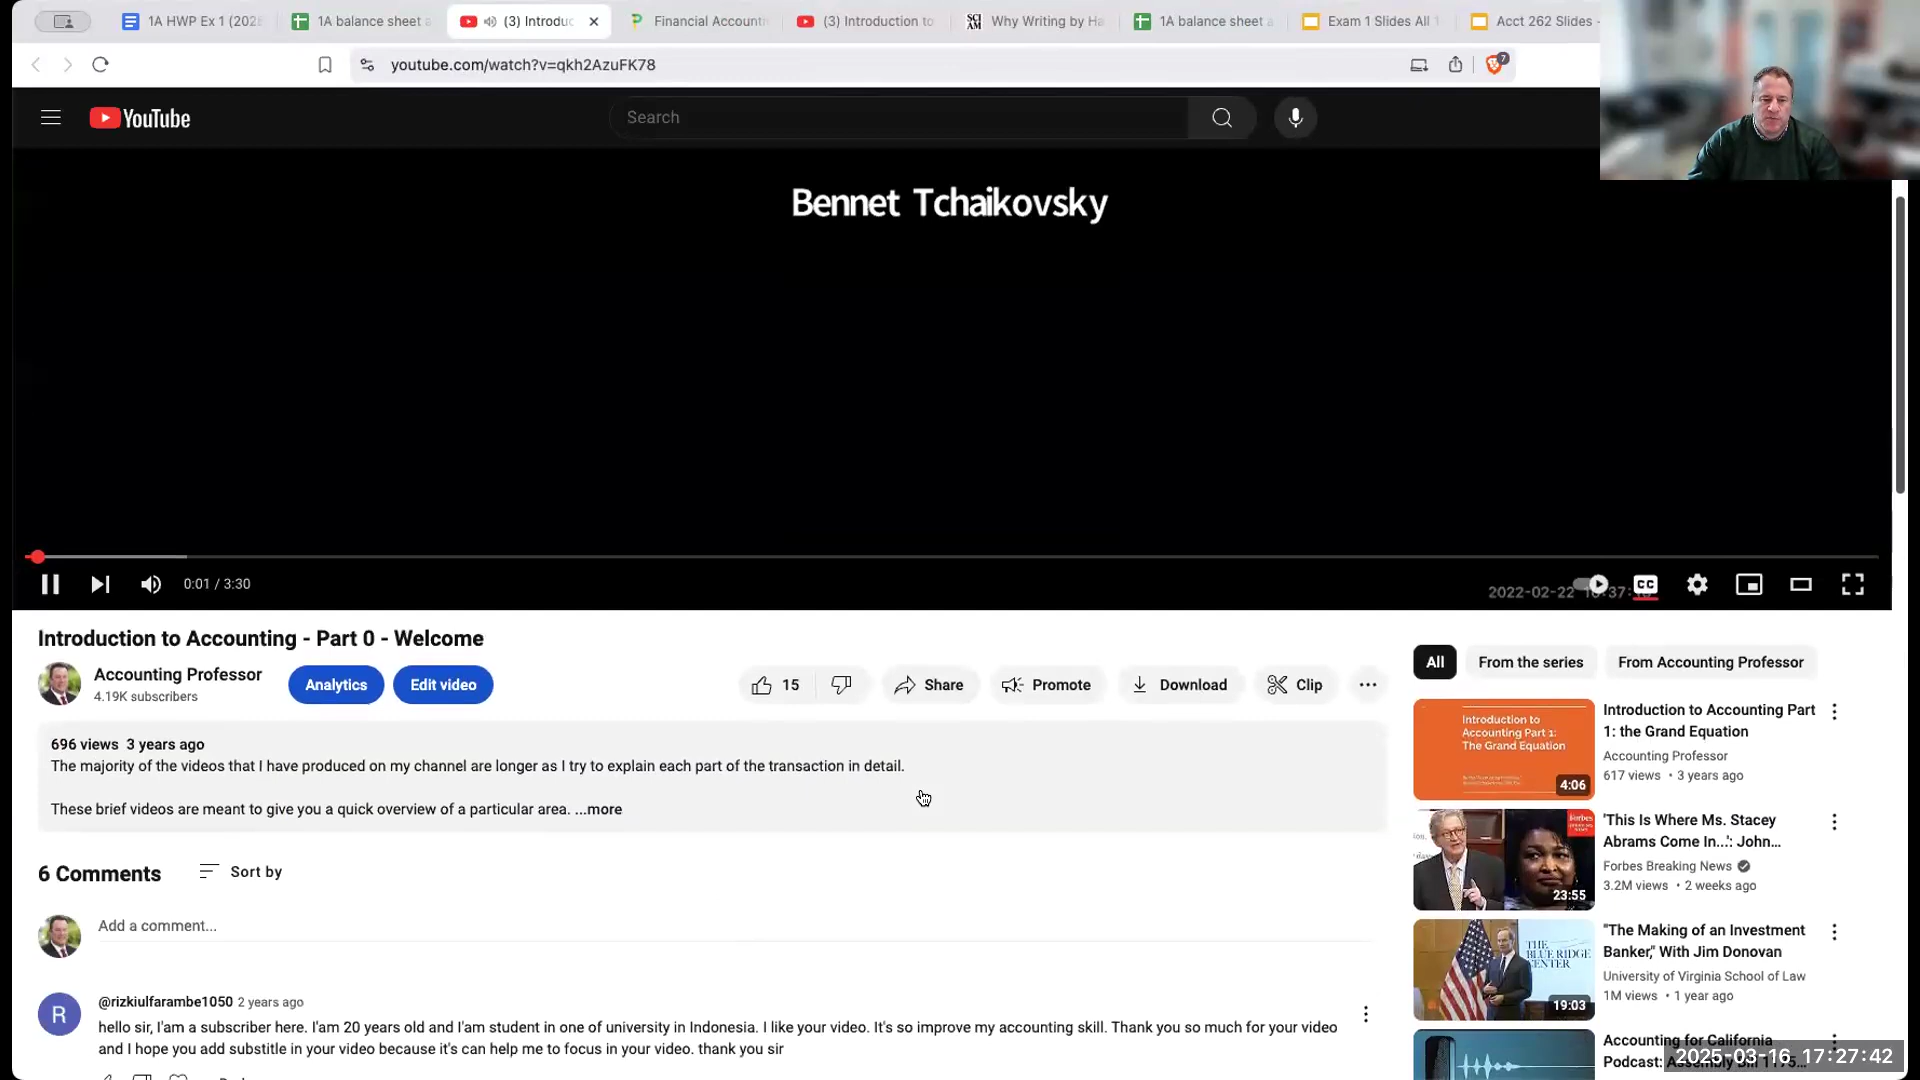 1A HWP Ex 1 (202
1A balance sheet a
(3) Introduc
Financial Account
(3) Introduction to
SCI AM
Why Writing by Ha
1A balance sheet a
Exam 1 Slides All
Acct 262 Slides -
youtube.com/watch?v=qkh2AzuFK78
7
YouTube
Search
Bennet Tchaikovsky
0:01 / 3:30
2022-02-22
CC
Introduction to Accounting - Part 0 - Welcome
Accounting Professor
4.19K subscribers
Analytics
Edit video
15
Share
Promote
Download
Clip
696 views 3 years ago
The majority of the videos that I have produced on my channel are longer as I try to explain each part of the transaction in detail.
These brief videos are meant to give you a quick overview of a particular area. ...more
6 Comments
Sort by
Add a comment...
R
@rizkiulfarambe1050 2 years ago
hello sir, I'am a subscriber here. I'am 20 years old and I'am student in one of university in Indonesia. I like your video. It's so improve my accounting skill. Thank you so much for your video
and I hope you add substitle in your video because it's can help me to focus in your video. thank you sir
All
From the series
From Accounting Professor
Introduction to
Accounting Part 1:
The Grand Equation
4:06
Introduction to Accounting Part
1: the Grand Equation
Accounting Professor
617 views • 3 years ago
Forbes
23:55
'This Is Where Ms. Stacey
Abrams Come In...': John...
Forbes Breaking News
3.2M views • 2 weeks ago
THE
BLUE RIDGE
CENTER
19:03
"The Making of an Investment
Banker," With Jim Donovan
University of Virginia School of Law
1M views • 1 year ago
Accounting for California
Podcast: Assembly Bill 1175...
2025-03-16 17:27:42